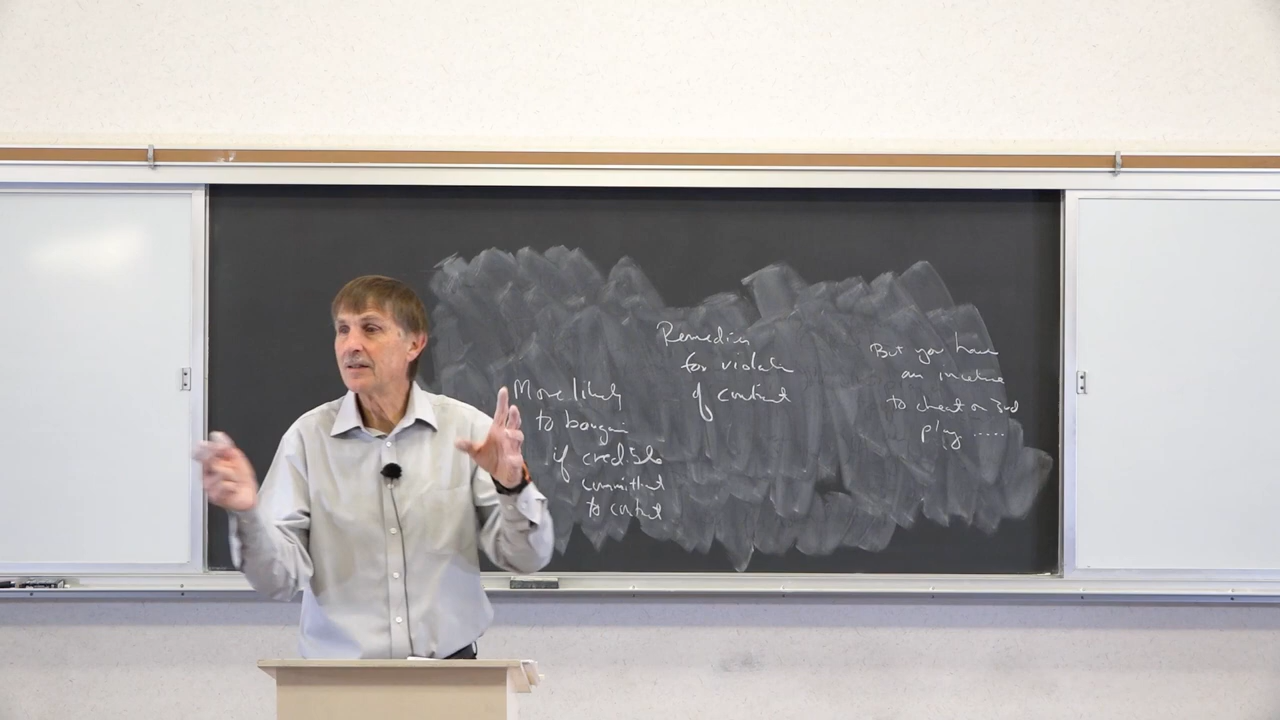 More likely
to bargain
if credible
commitment
to contract
Remedies
for violation
of contract
But you have
an incentive
to cheat on 3rd
play ....